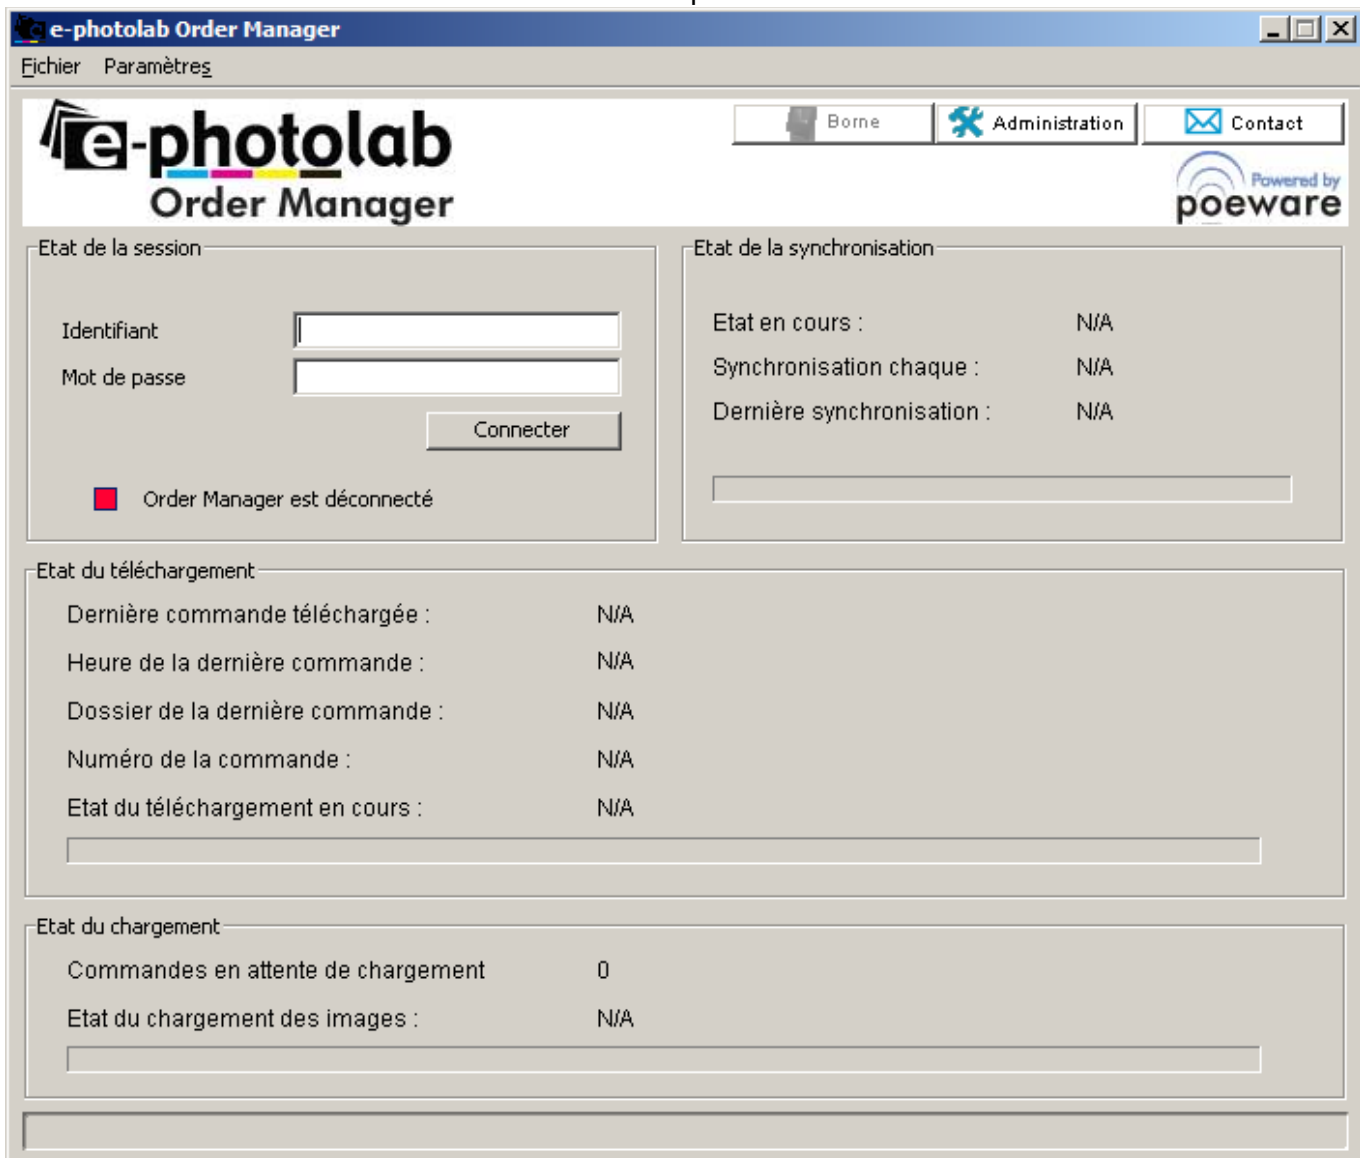 e-photolab Order Manager
Fichier Paramètres
e-photolab
Order Manager
Borne Administration Contact
Powered by
poeware
Etat de la session
Identifiant
Mot de passe
Connecter
Order Manager est déconnecté
Etat de la synchronisation
Etat en cours : N/A
Synchronisation chaque : N/A
Dernière synchronisation : N/A
Etat du téléchargement
Dernière commande téléchargée : N/A
Heure de la dernière commande : N/A
Dossier de la dernière commande : N/A
Numéro de la commande : N/A
Etat du téléchargement en cours : N/A
Etat du chargement
Commandes en attente de chargement 0
Etat du chargement des images : N/A